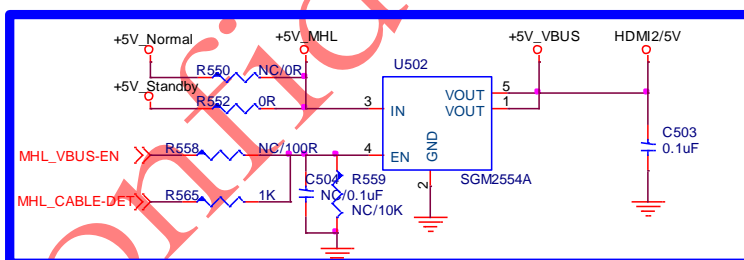 +5V_Normal
+5V_MHL
+5V_VBUS
HDMI2/5V
R550
NC/0R
U502
+5V_Standby
R552
0R
3
IN
VOUT
5
VOUT
1
MHL_VBUS-EN
R558
NC/100R
4
EN
GND
C503
0.1uF
C504
NC/0.1uF
R559
NC/10K
2
SGM2554A
MHL_CABLE-DET
R565
1K
onfid